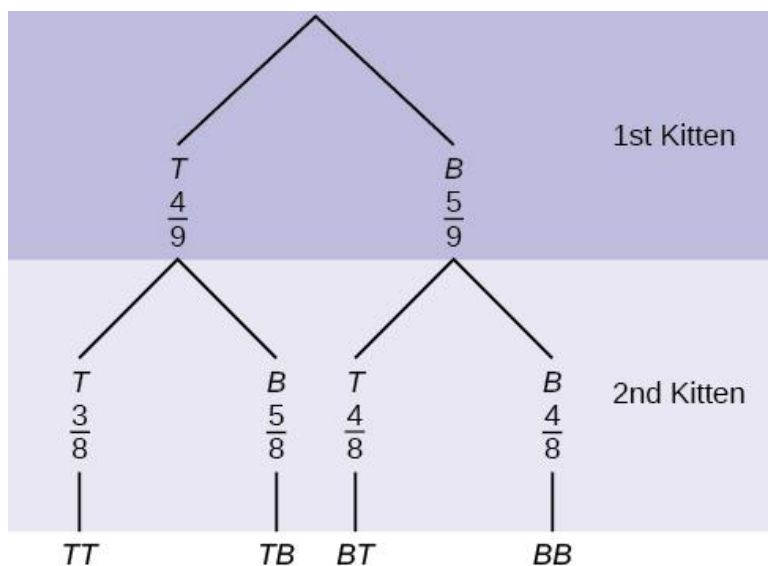 1st Kitten
T B
4/9 5/9
2nd Kitten
T B T B
3/8 5/8 4/8 4/8
TT TB BT BB